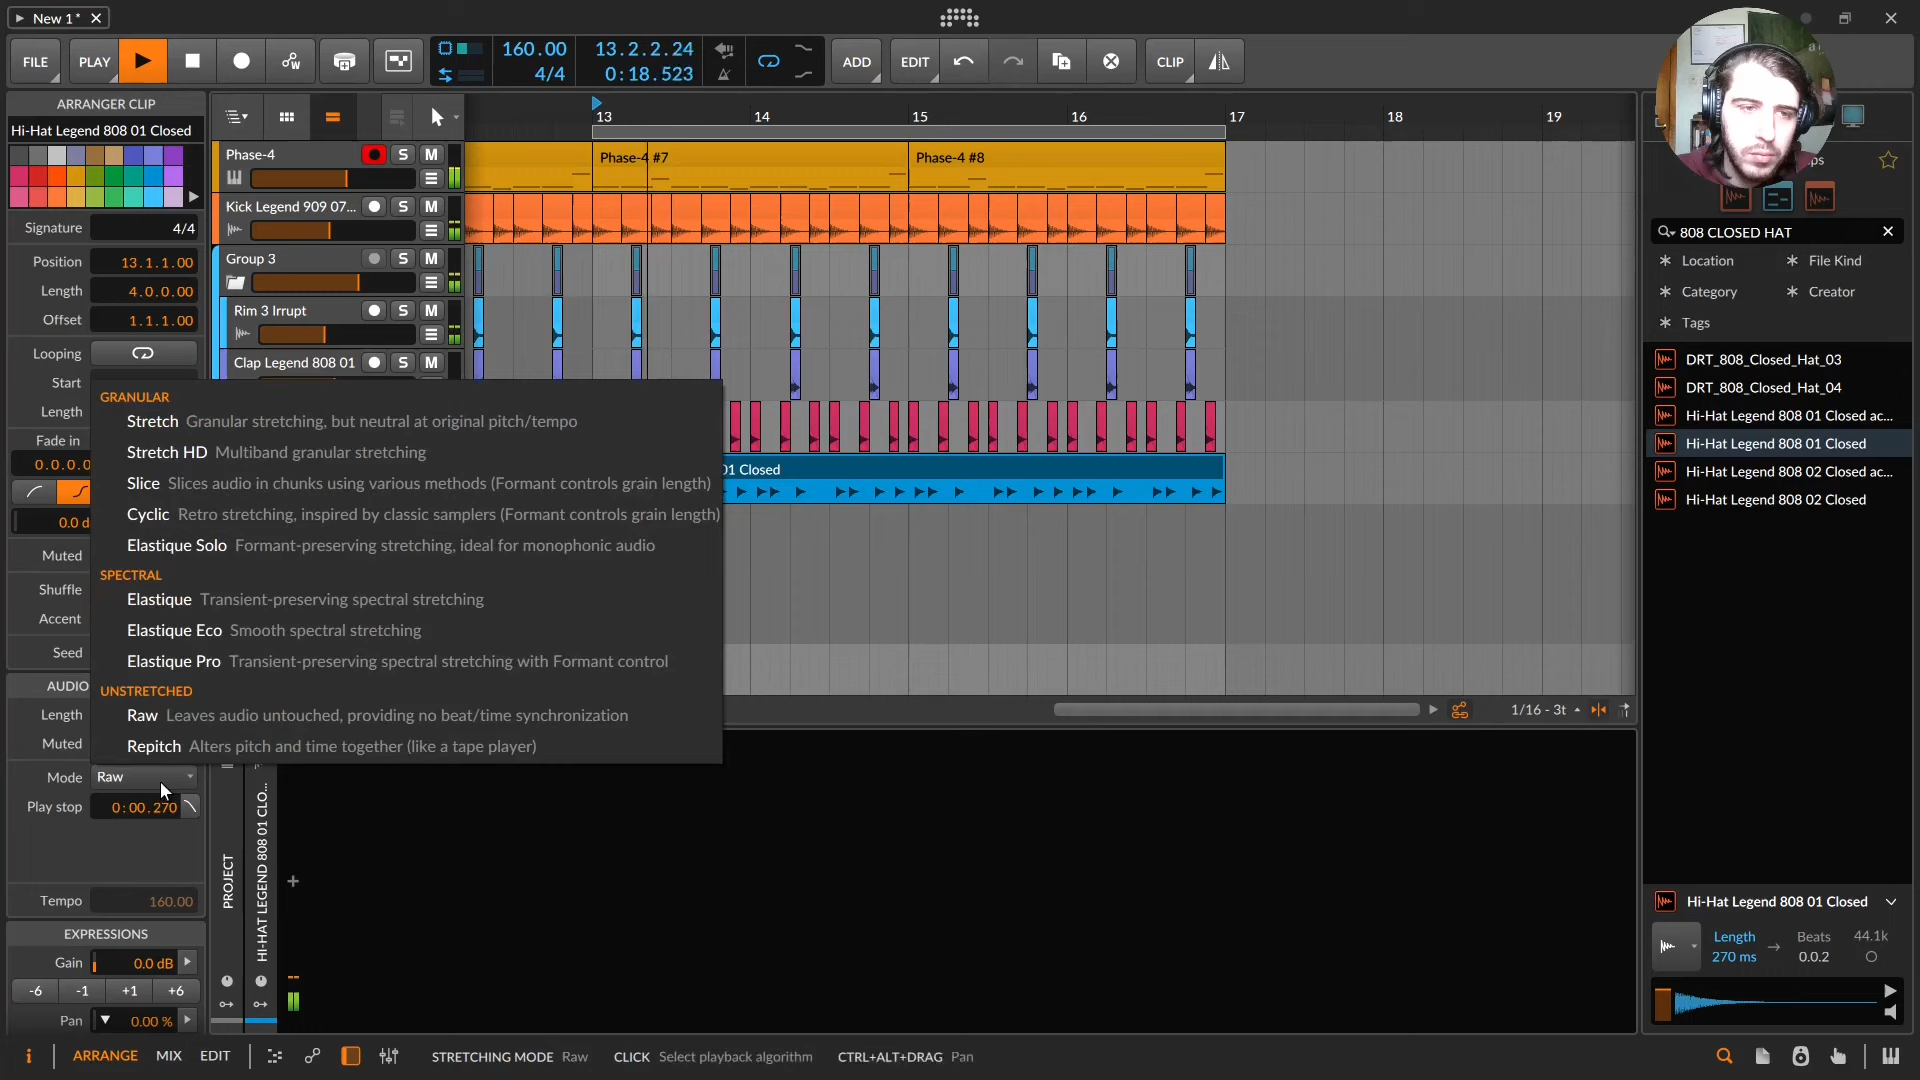 New 1*
FILE
PLAY
160.00
4/4
13.2.2.24
0:18.523
ADD
EDIT
CLIP
ARRANGER CLIP
Hi-Hat Legend 808 01 Closed
Signature 4/4
Position 13.1.1.00
Length 4.0.0.00
Offset 1.1.1.00
Looping
Start
Length
Fade in
0.0.0.0
0.0 d
Muted
Shuffle
Accent
Seed
AUDIO
Length
Muted
Mode Raw
Play stop 0:00.270
Tempo 160.00
EXPRESSIONS
Gain 0.0 dB
-6 -1 +1 +6
Pan 0.00 %
13 14 15 16 17 18 19
Phase-4 S M
Phase-4 #7
Phase-4 #8
Kick Legend 909 07... S M
Group 3 S M
Rim 3 Irrupt S M
Clap Legend 808 01 S M
01 Closed
GRANULAR
Stretch Granular stretching, but neutral at original pitch/tempo
Stretch HD Multiband granular stretching
Slice Slices audio in chunks using various methods (Formant controls grain length)
Cyclic Retro stretching, inspired by classic samplers (Formant controls grain length)
Elastique Solo Formant-preserving stretching, ideal for monophonic audio
SPECTRAL
Elastique Transient-preserving spectral stretching
Elastique Eco Smooth spectral stretching
Elastique Pro Transient-preserving spectral stretching with Formant control
UNSTRETCHED
Raw Leaves audio untouched, providing no beat/time synchronization
Repitch Alters pitch and time together (like a tape player)
1/16 - 3t
PROJECT
HI-HAT LEGEND 808 01 CLO...
ps
808 CLOSED HAT
Location
File Kind
Category
Creator
Tags
DRT_808_Closed_Hat_03
DRT_808_Closed_Hat_04
Hi-Hat Legend 808 01 Closed ac...
Hi-Hat Legend 808 01 Closed
Hi-Hat Legend 808 02 Closed ac...
Hi-Hat Legend 808 02 Closed
Hi-Hat Legend 808 01 Closed
Length Beats 44.1k
270 ms 0.0.2
ARRANGE MIX EDIT
STRETCHING MODE Raw CLICK Select playback algorithm CTRL+ALT+DRAG Pan